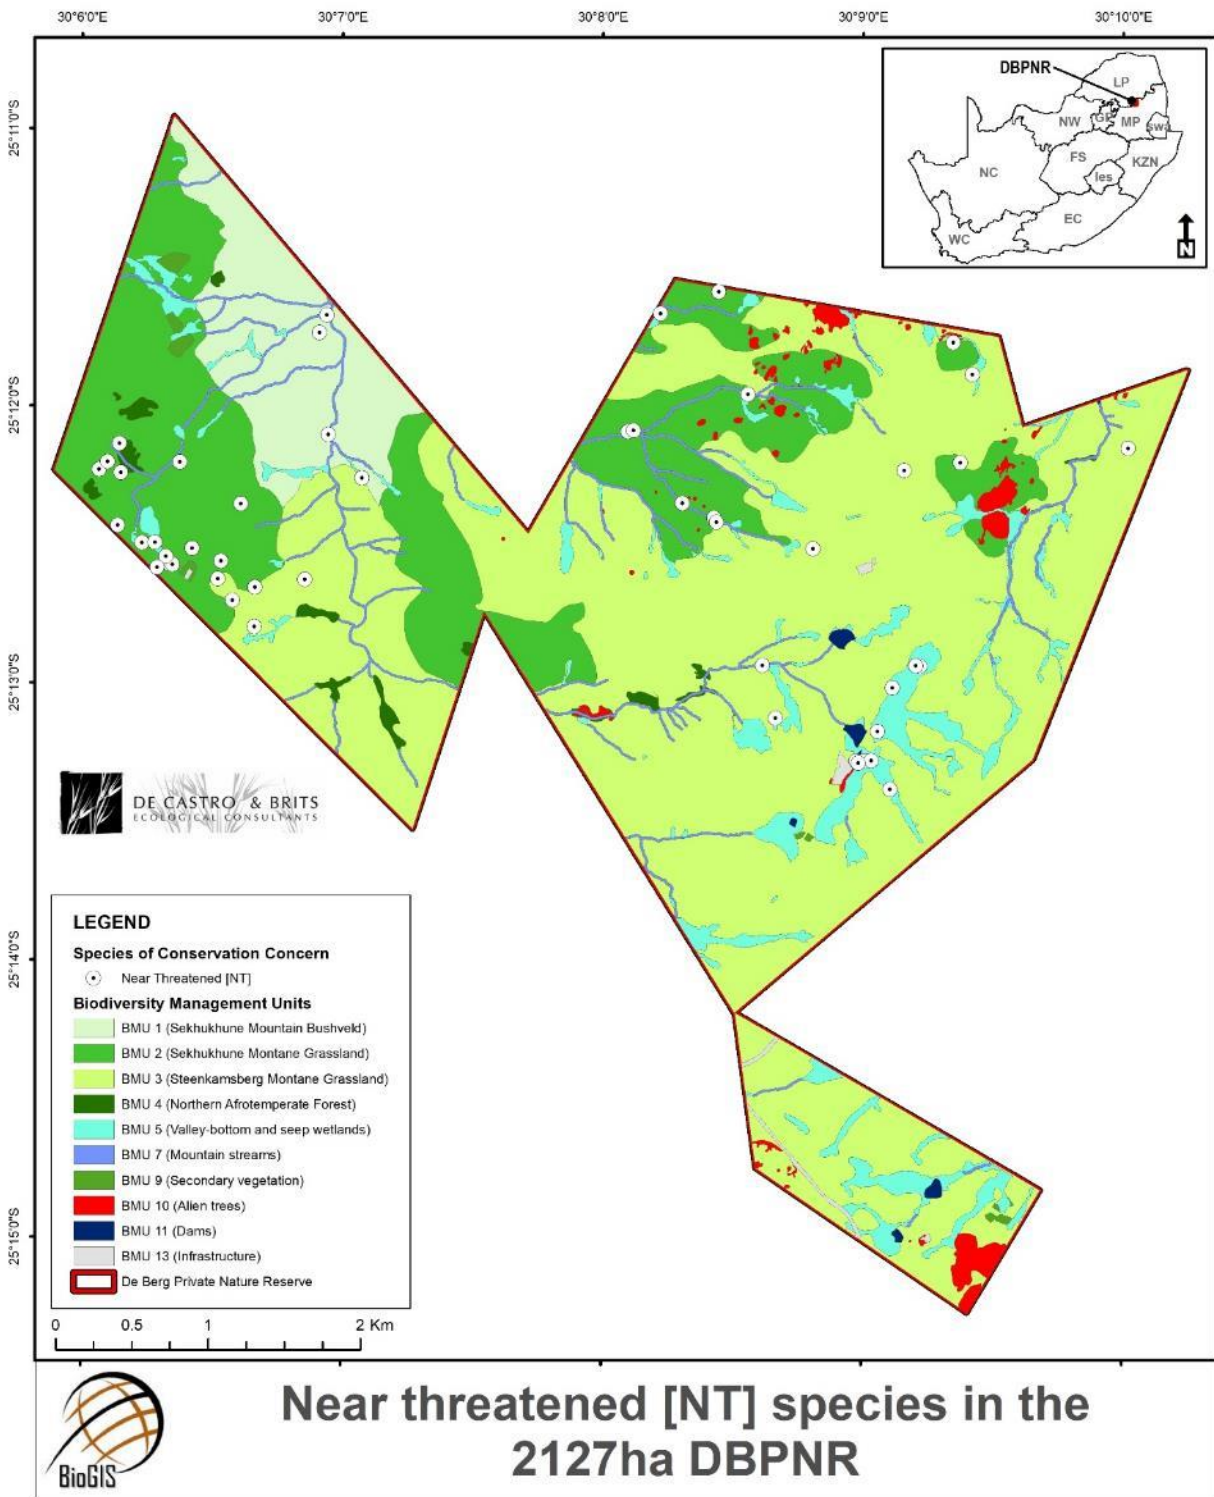 30°6'0"E 30°7'0"E 30°8'0"E 30°9'0"E 30°10'0"E
25°11'0"S
25°12'0"S
25°13'0"S
25°14'0"S
25°15'0"S
DBPNR
LP
NW
GP
MP
swa
FS
KZN
NC
les
EC
WC
N
DE CASTRO & BRITS
ECOLOGICAL CONSULTANTS
LEGEND
Species of Conservation Concern
Near Threatened [NT]
Biodiversity Management Units
BMU 1 (Sekhukhune Mountain Bushveld)
BMU 2 (Sekhukhune Montane Grassland)
BMU 3 (Steenkamsberg Montane Grassland)
BMU 4 (Northern Afrotemperate Forest)
BMU 5 (Valley-bottom and seep wetlands)
BMU 7 (Mountain streams)
BMU 9 (Secondary vegetation)
BMU 10 (Alien trees)
BMU 11 (Dams)
BMU 13 (Infrastructure)
De Berg Private Nature Reserve
0 0.5 1 2 Km
BioGIS
Near threatened [NT] species in the
2127ha DBPNR